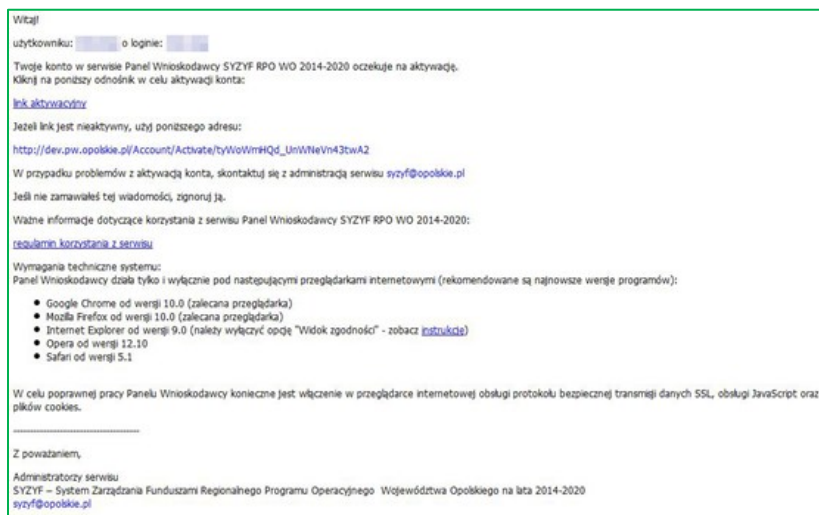 Witaj!
użytkowniku: o loginie:
Twoje konto w serwisie Panel Wnioskodawcy SYZYF RPO WO 2014-2020 oczekuje na aktywację.
Kliknij na poniższy odnośnik w celu aktywacji konta:
link aktywacyjny
Jeżeli link jest nieaktywny, użyj poniższego adresu:
http://dev.pw.opolskie.pl/Account/Activate/tyWoWmHQd_UnWNeVn43twA2
W przypadku problemów z aktywacją konta, skontaktuj się z administracją serwisu syzyf@opolskie.pl
Jeśli nie zamawiałeś tej wiadomości, zignoruj ją.
Ważne informacje dotyczące korzystania z serwisu Panel Wnioskodawcy SYZYF RPO WO 2014-2020:
regulamin korzystania z serwisu
Wymagania techniczne systemu:
Panel Wnioskodawcy działa tylko i wyłącznie pod następującymi przeglądarkami internetowymi (rekomendowane są najnowsze wersje programów):
● Google Chrome od wersji 10.0 (zalecana przeglądarka)
● Mozilla Firefox od wersji 10.0 (zalecana przeglądarka)
● Internet Explorer od wersji 9.0 (należy wyłączyć opcję "Widok zgodności" - zobacz instrukcję)
● Opera od wersji 12.10
● Safari od wersji 5.1
W celu poprawnej pracy Panelu Wnioskodawcy konieczne jest włączenie w przeglądarce internetowej obsługi protokołu bezpiecznej transmisji danych SSL, obsługi JavaScript oraz
plików cookies.
Z poważaniem,
Administratorzy serwisu
SYZYF – System Zarządzania Funduszami Regionalnego Programu Operacyjnego Województwa Opolskiego na lata 2014-2020
syzyf@opolskie.pl